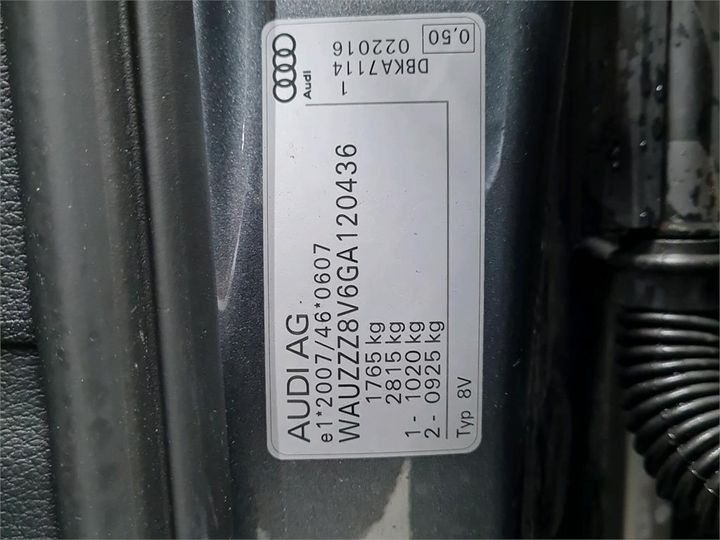 AUDI AG
e1*2007/46*0607
WAUZZZ8V6GA120436
1765 kg
2815 kg
1 - 1020 kg
2 - 0925 kg
Typ 8V
Audi
1
DBKA7114
022016
0,50